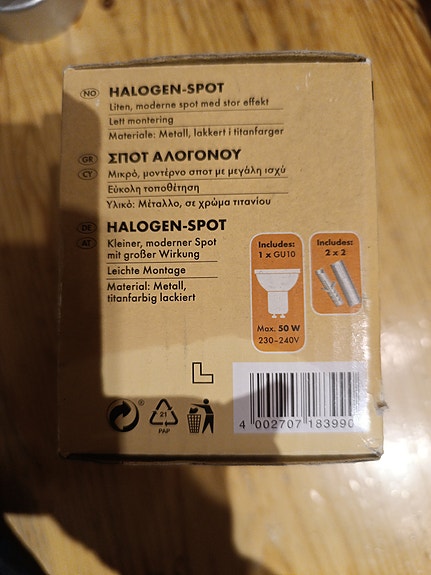 NO HALOGEN-SPOT
Liten, moderne spot med stor effekt
Lett montering
Materiale: Metall, lakkert i titanfarger
GR ΣΠΟΤ ΑΛΟΓΟΝΟΥ
CY Μικρό, μοντέρνο σποτ με μεγάλη ισχύ
Εύκολη τοποθέτηση
Υλικό: Μέταλλο, σε χρώμα τιτανίου
DE HALOGEN-SPOT
AT Kleiner, moderner Spot
mit großer Wirkung
Leichte Montage
Material: Metall,
titanfarbig lackiert
Includes:
1 x GU10
Max. 50 W
230-240V
Includes:
2 x 2
21
PAP
4 002707 183990